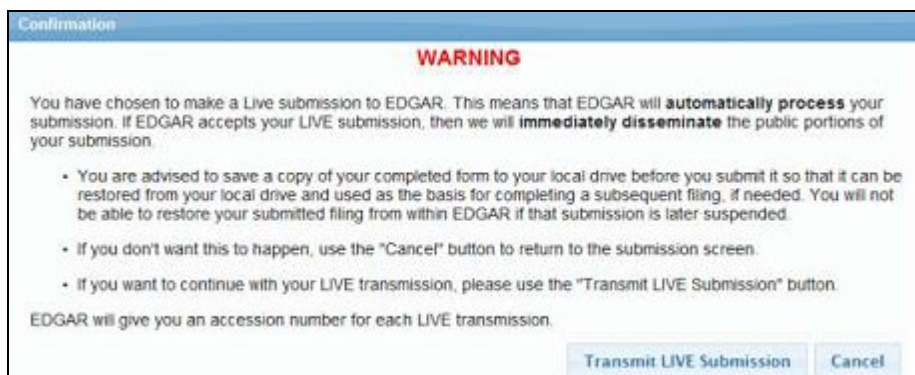 Confirmation
WARNING
You have chosen to make a Live submission to EDGAR. This means that EDGAR will automatically process your
submission. If EDGAR accepts your LIVE submission, then we will immediately disseminate the public portions of
your submission.
• You are advised to save a copy of your completed form to your local drive before you submit it so that it can be
restored from your local drive and used as the basis for completing a subsequent filing, if needed. You will not
be able to restore your submitted filing from within EDGAR if that submission is later suspended.
• If you don't want this to happen, use the "Cancel" button to return to the submission screen.
• If you want to continue with your LIVE transmission, please use the "Transmit LIVE Submission" button.
EDGAR will give you an accession number for each LIVE transmission.
Transmit LIVE Submission Cancel